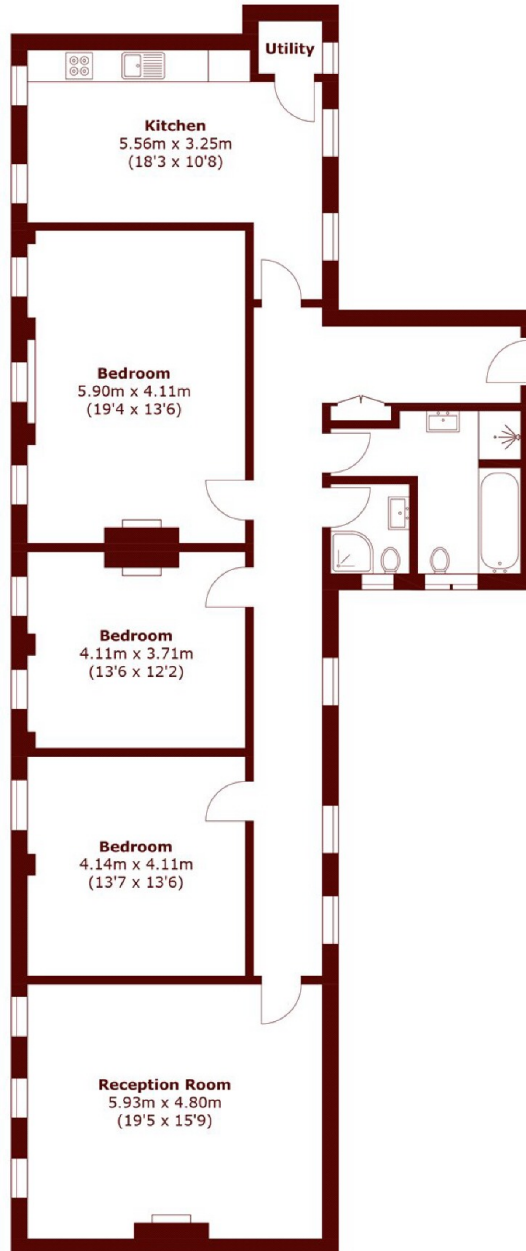 Utility
Kitchen
5.56m x 3.25m
(18'3 x 10'8)
Bedroom
5.90m x 4.11m
(19'4 x 13'6)
Bedroom
4.11m x 3.71m
(13'6 x 12'2)
Bedroom
4.14m x 4.11m
(13'7 x 13'6)
Reception Room
5.93m x 4.80m
(19'5 x 15'9)